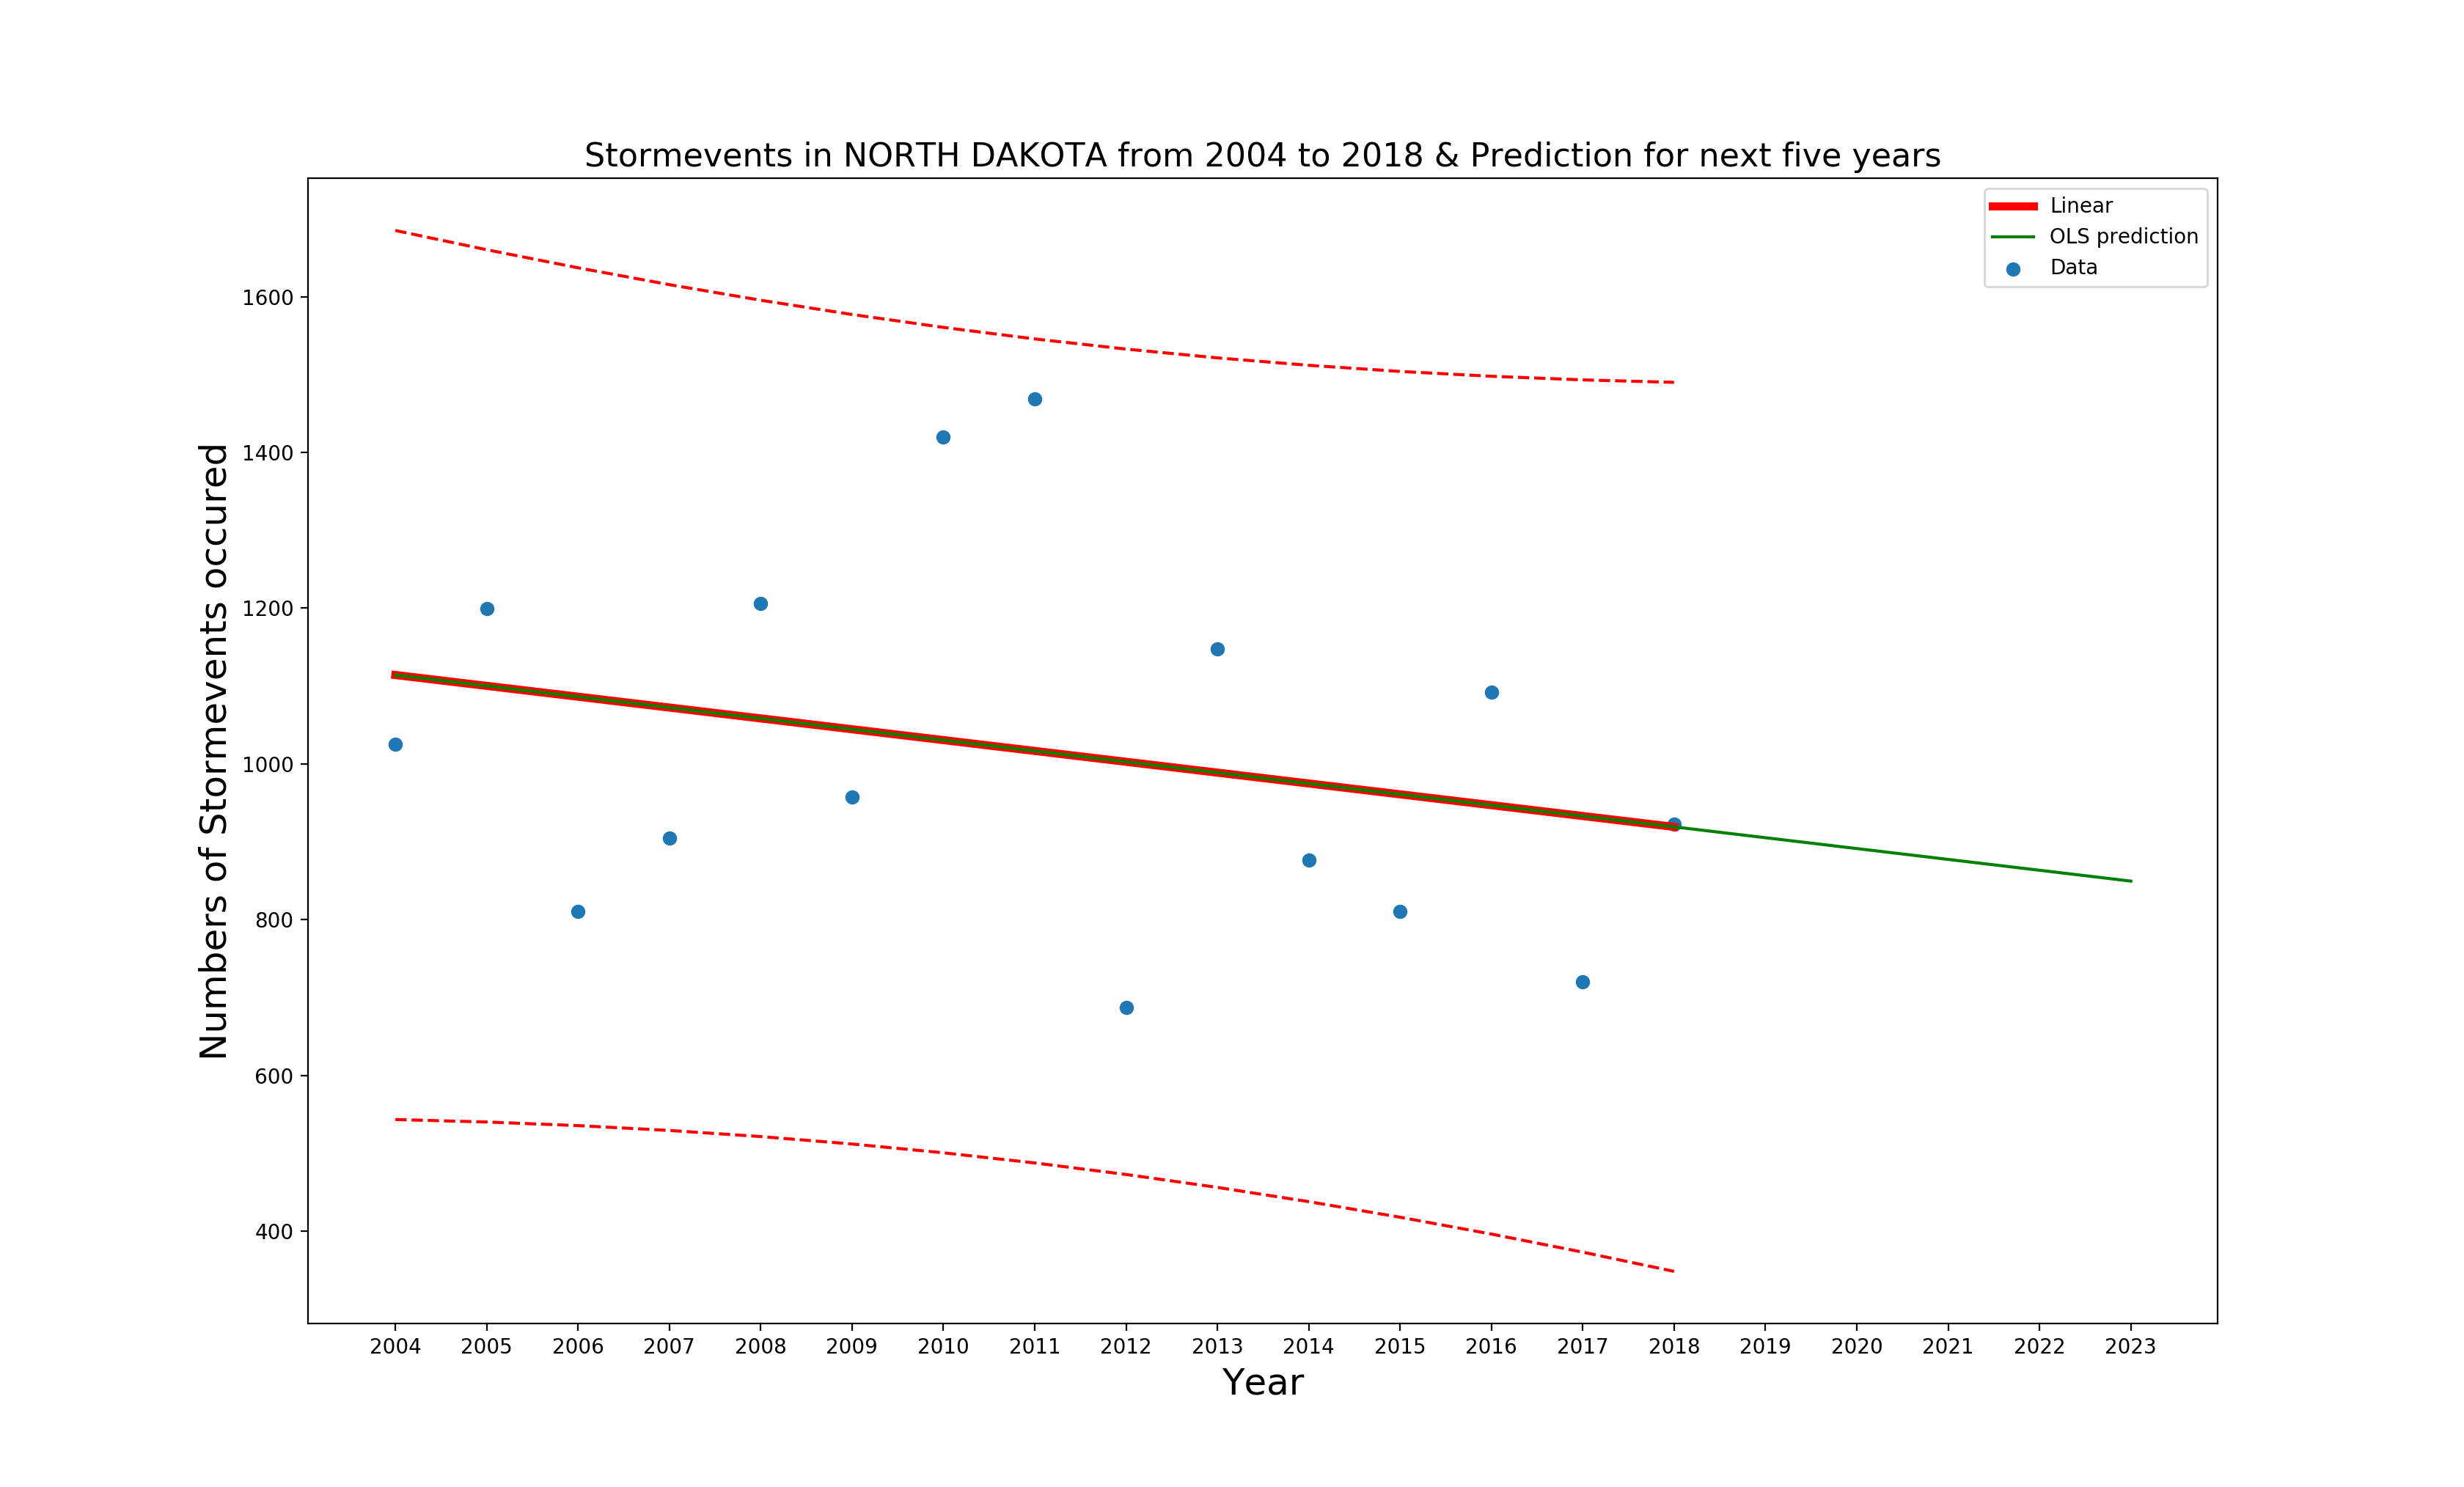 Stormevents in NORTH DAKOTA from 2004 to 2018 & Prediction for next five years
Linear
OLS prediction
Data
Numbers of Stormevents occured
1600
1400
1200
1000
800
600
400
2004 2005 2006 2007 2008 2009 2010 2011 2012 2013 2014 2015 2016 2017 2018 2019 2020 2021 2022 2023
Year